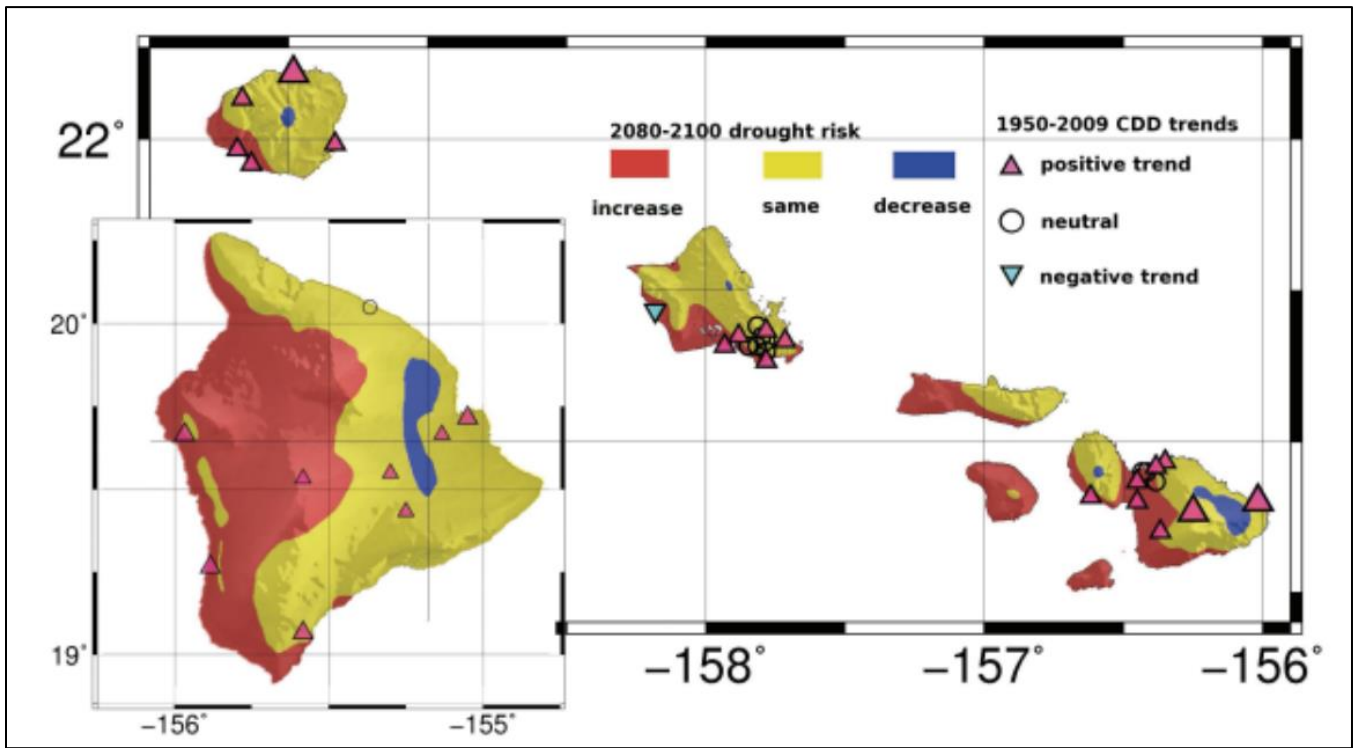 22°
2080-2100 drought risk
increase
same
decrease
1950-2009 CDD trends
positive trend
neutral
negative trend
20°
19°
−156°
−155°
−158°
−157°
−156°